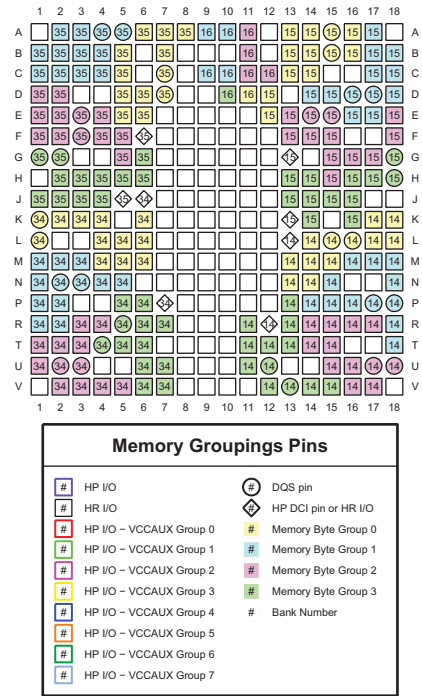 1 2 3 4 5 6 7 8 9 10 11 12 13 14 15 16 17 18
A 35 35 35 35 35 35 35 16 16 16 15 15 15 15 15 A
B 35 35 35 35 35 35 16 15 15 15 15 15 B
C 35 35 35 35 35 35 16 16 16 16 15 15 15 15 C
D 35 35 35 35 35 16 16 15 15 15 15 15 15 D
E 35 35 35 35 35 35 15 15 15 15 15 15 15 E
F 35 35 35 35 35 35 15 15 15 15 F
G 35 35 35 35 15 15 15 15 15 G
H 35 35 35 35 35 15 15 15 15 15 15 H
J 35 35 35 35 35 34 15 15 15 15 J
K 34 34 34 34 34 15 15 15 14 14 K
L 34 34 34 34 14 14 14 14 14 14 L
M 34 34 34 34 34 34 14 14 14 14 14 14 M
N 34 34 34 34 34 14 14 14 14 N
P 34 34 34 34 34 14 14 14 14 14 14 P
R 34 34 34 34 34 34 34 14 14 14 14 14 14 14 14 R
T 34 34 34 34 34 34 14 14 14 14 14 14 T
U 34 34 34 34 34 14 14 14 14 14 14 U
V 34 34 34 34 34 34 14 14 14 14 14 14 V
1 2 3 4 5 6 7 8 9 10 11 12 13 14 15 16 17 18
Memory Groupings Pins
# HP I/O
# HR I/O
# HP I/O – VCCAUX Group 0
# HP I/O – VCCAUX Group 1
# HP I/O – VCCAUX Group 2
# HP I/O – VCCAUX Group 3
# HP I/O – VCCAUX Group 4
# HP I/O – VCCAUX Group 5
# HP I/O – VCCAUX Group 6
# HP I/O – VCCAUX Group 7
# DQS pin
# HP DCI pin or HR I/O
# Memory Byte Group 0
# Memory Byte Group 1
# Memory Byte Group 2
# Memory Byte Group 3
# Bank Number